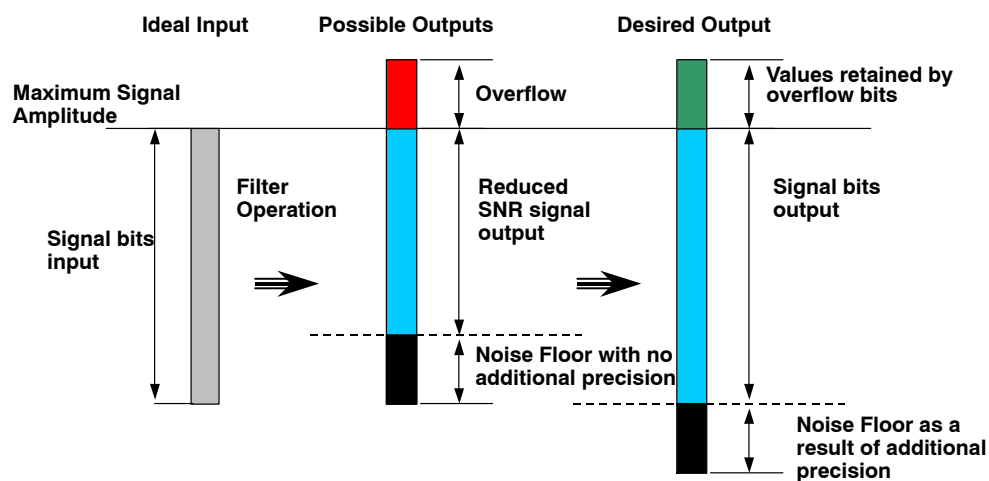 Ideal Input
Possible Outputs
Desired Output
Maximum Signal
Amplitude
Overflow
Values retained by
overflow bits
Filter
Operation
Signal bits
input
Reduced
SNR signal
output
Signal bits
output
Noise Floor with no
additional precision
Noise Floor as a
result of additional
precision